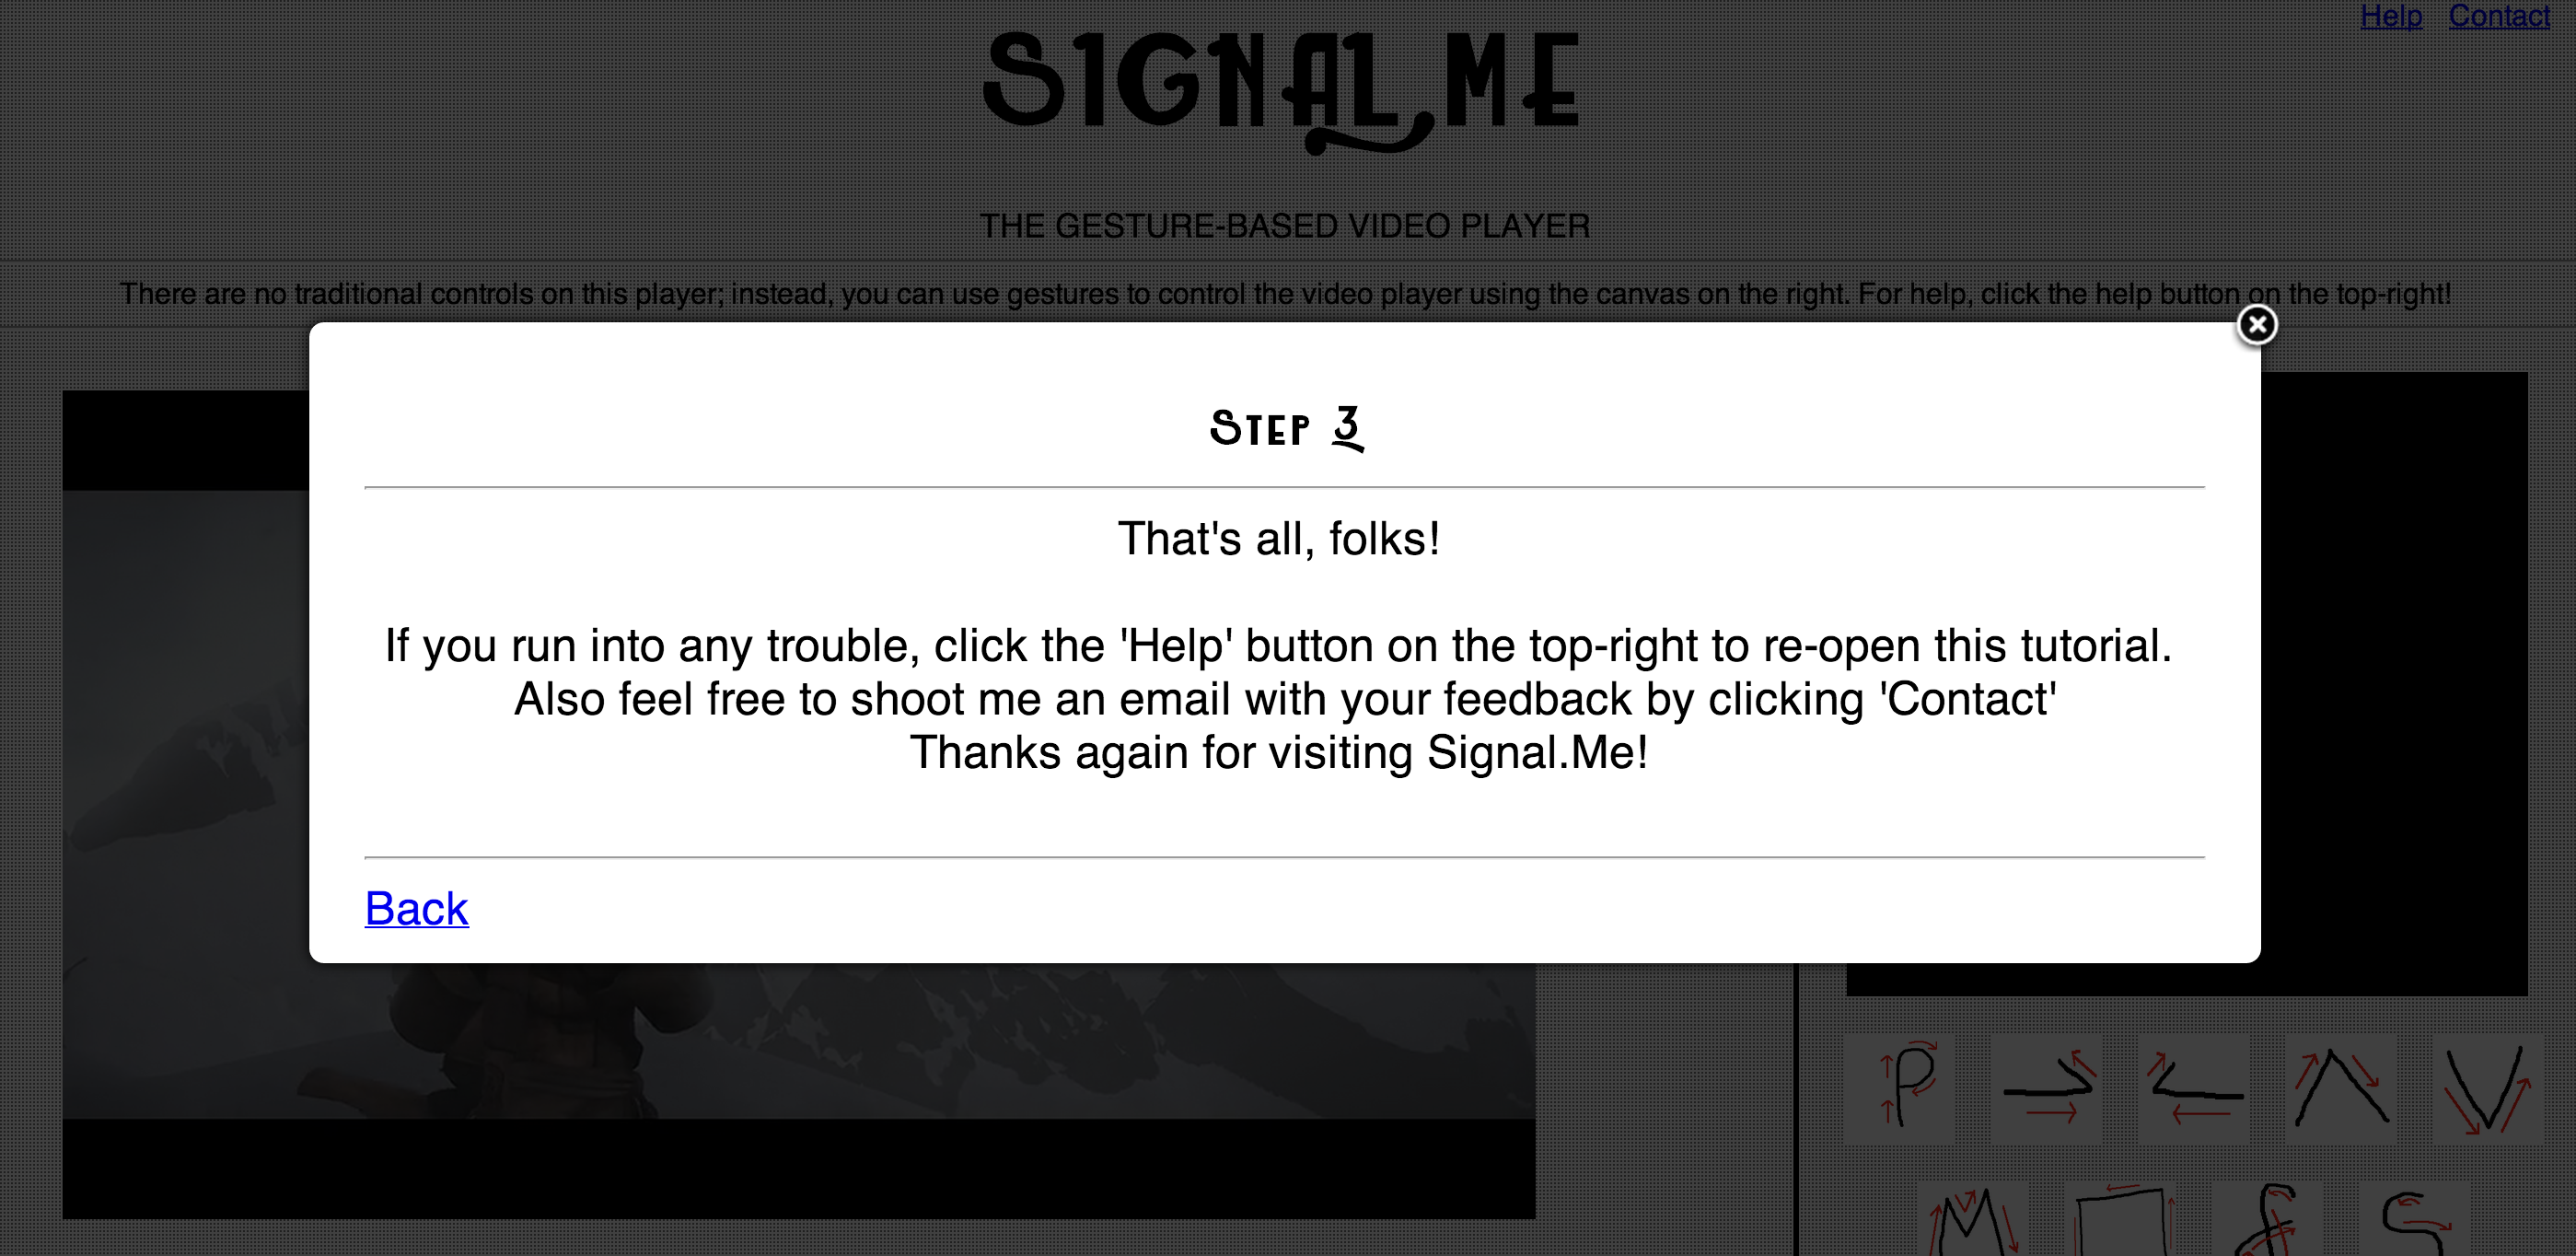 Help Contact
SIGNAL.ME
THE GESTURE-BASED VIDEO PLAYER
There are no traditional controls on this player; instead, you can use gestures to control the video player using the canvas on the right. For help, click the help button on the top-right!
STEP 3
That's all, folks!
If you run into any trouble, click the 'Help' button on the top-right to re-open this tutorial.
Also feel free to shoot me an email with your feedback by clicking 'Contact'
Thanks again for visiting Signal.Me!
Back
P
M